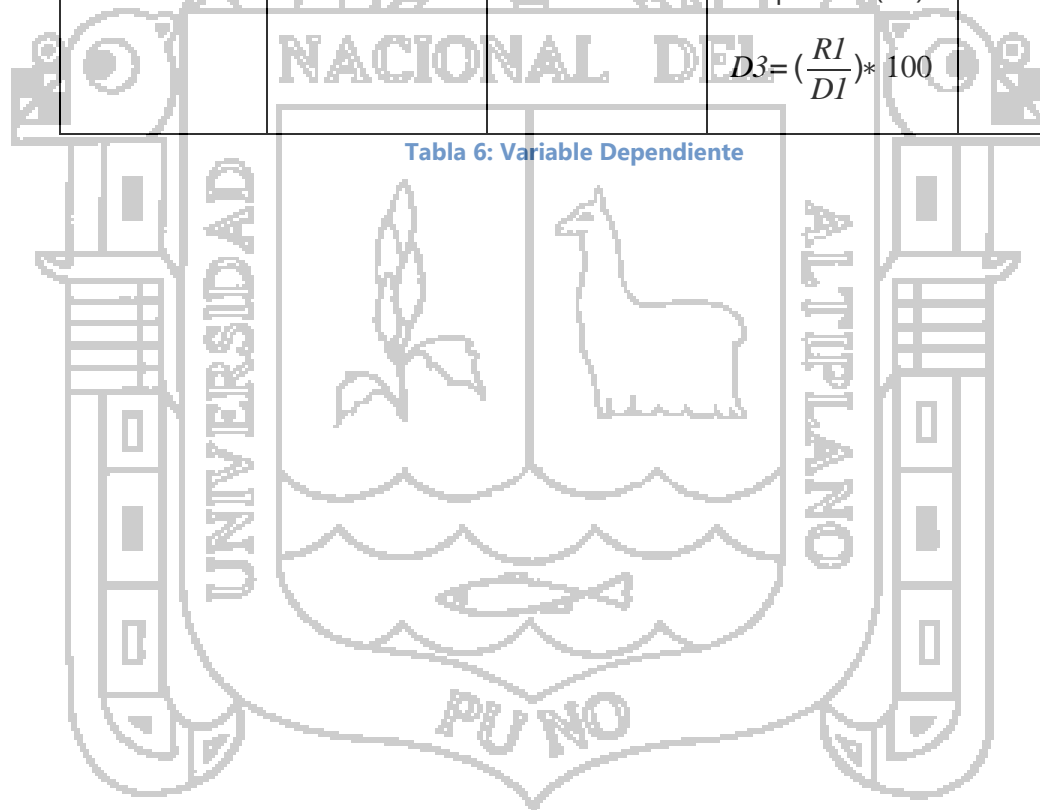 NACIONAL DEL
D3= (R1/D1)* 100
Tabla 6: Variable Dependiente
UNIVERSIDAD
ALTIPLANO
PUNO